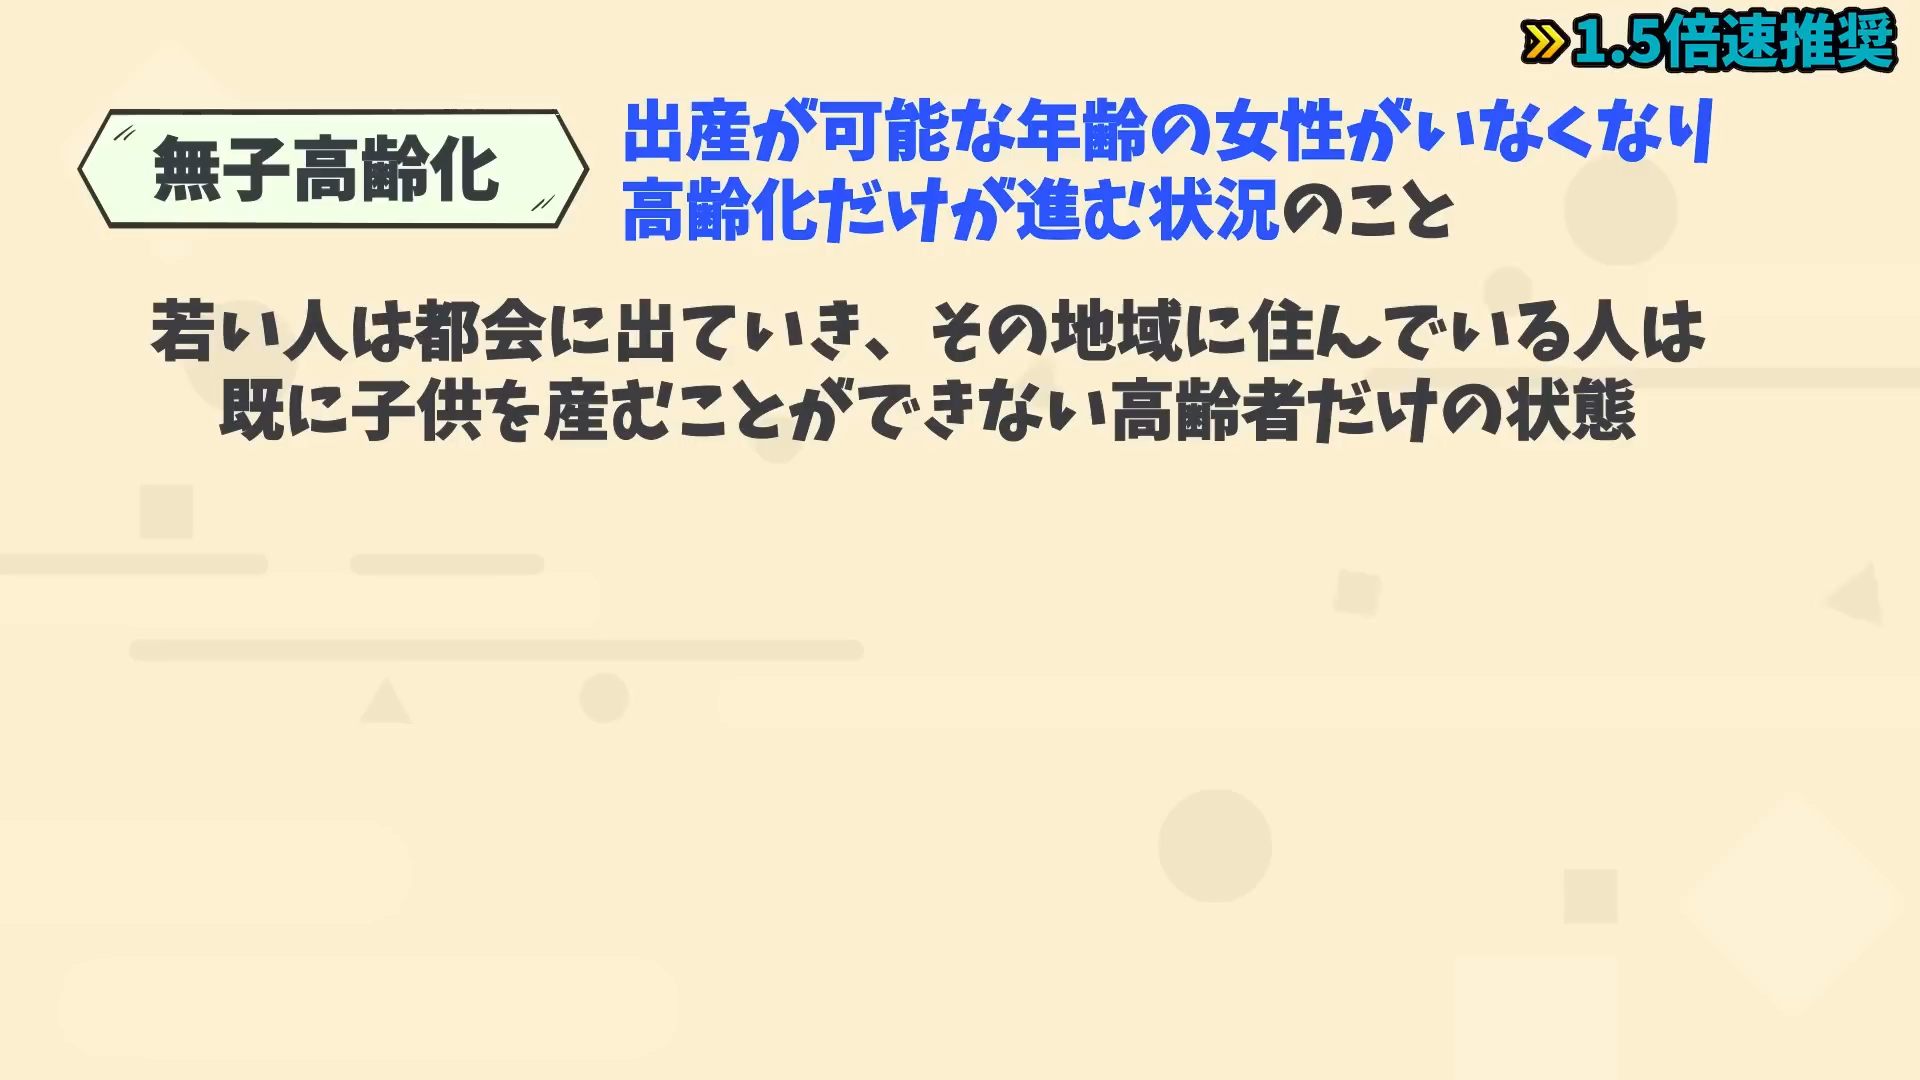 1.5倍速推奨
無子高齢化
出産が可能な年齢の女性がいなくなり
高齢化だけが進む状況のこと
若い人は都会に出ていき、その地域に住んでいる人は
既に子供を産むことができない高齢者だけの状態